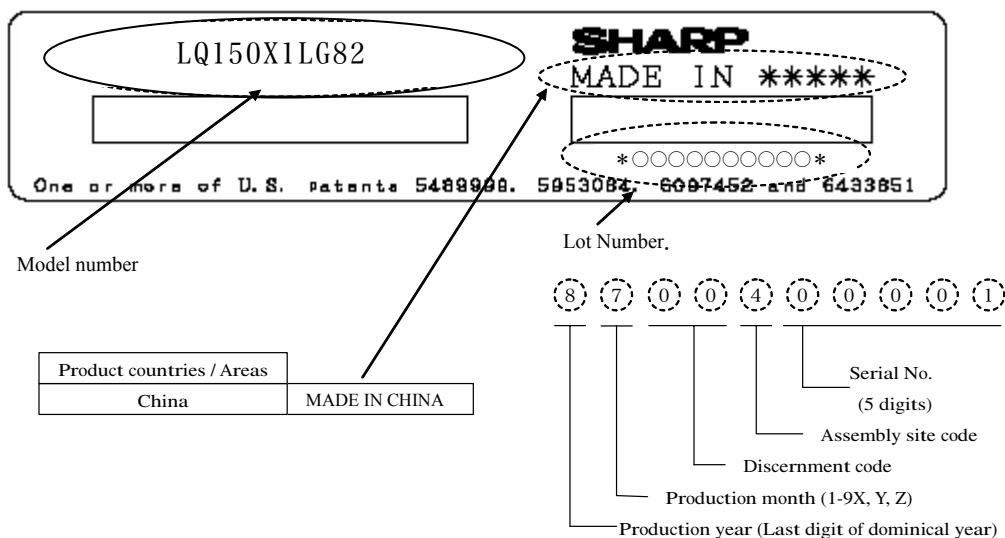 LQ150X1LG82
SHARP
MADE IN *****
*○○○○○○○○○○*
One or more of U.S. patents 5489999. 5953084. 6097452 and 6433851
Model number
Lot Number.
8 7 0 0 4 0 0 0 0 1
Product countries / Areas
China MADE IN CHINA
Serial No.
(5 digits)
Assembly site code
Discernment code
Production month (1-9X, Y, Z)
Production year (Last digit of dominical year)